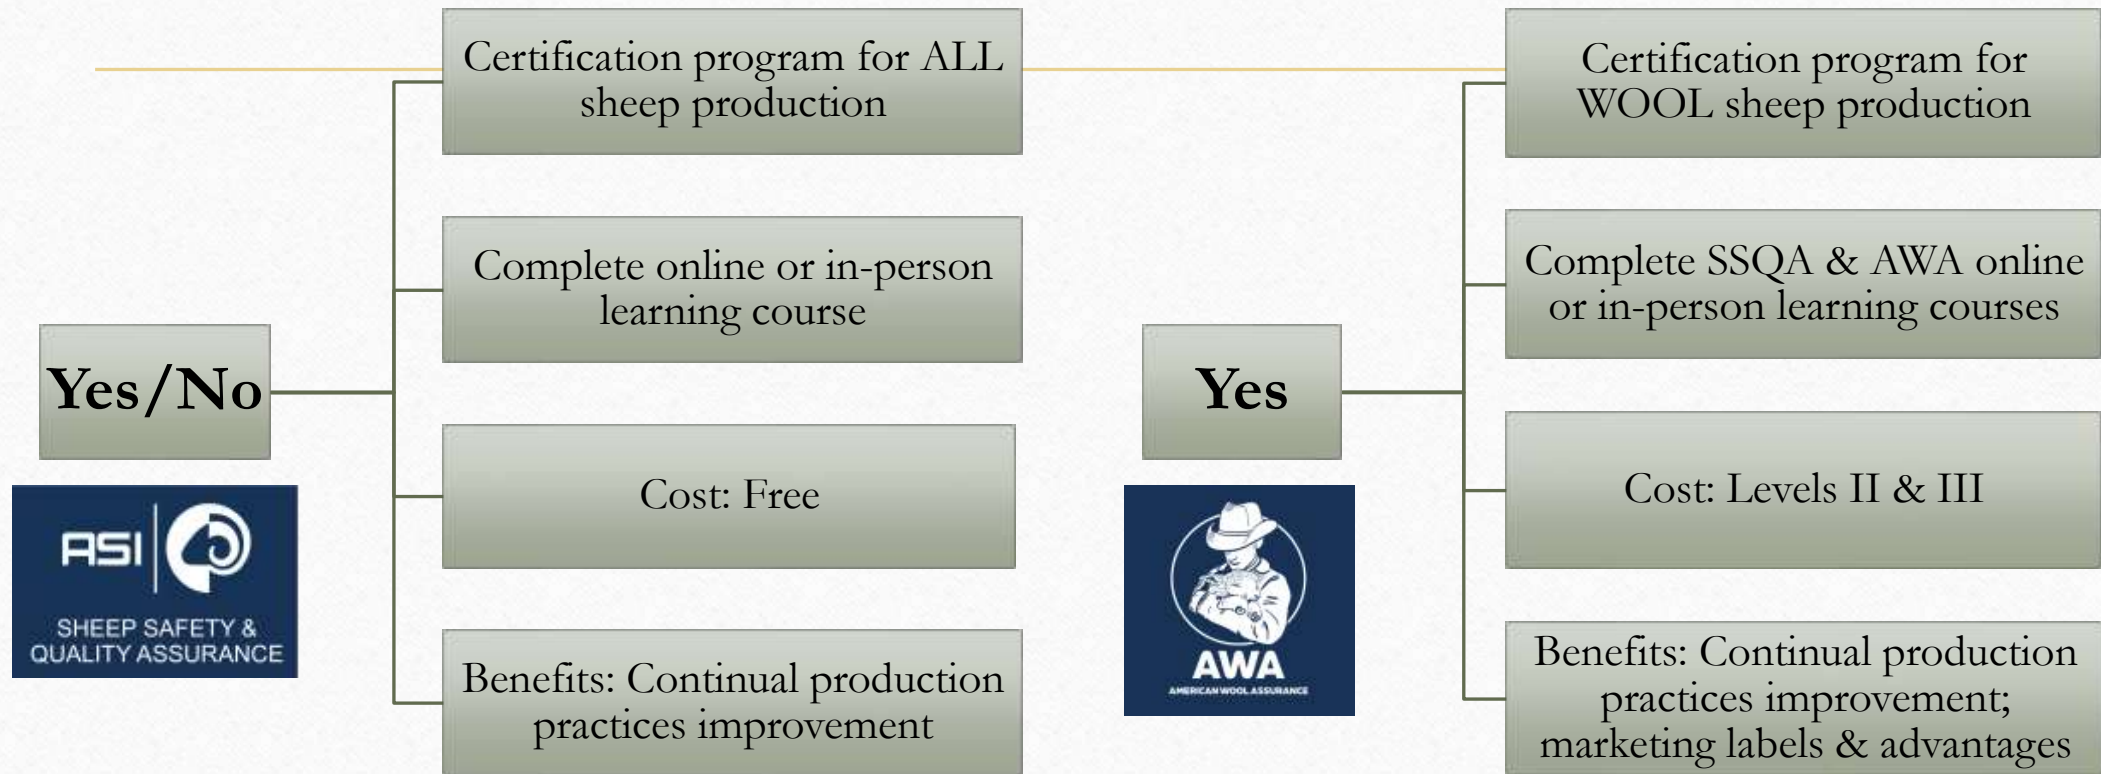 Yes/No
ASI
SHEEP SAFETY &
QUALITY ASSURANCE
Certification program for ALL
sheep production
Complete online or in-person
learning course
Cost: Free
Benefits: Continual production
practices improvement
Yes
AWA
AMERICAN WOOL ASSURANCE
Certification program for
WOOL sheep production
Complete SSQA & AWA online
or in-person learning courses
Cost: Levels II & III
Benefits: Continual production
practices improvement;
marketing labels & advantages